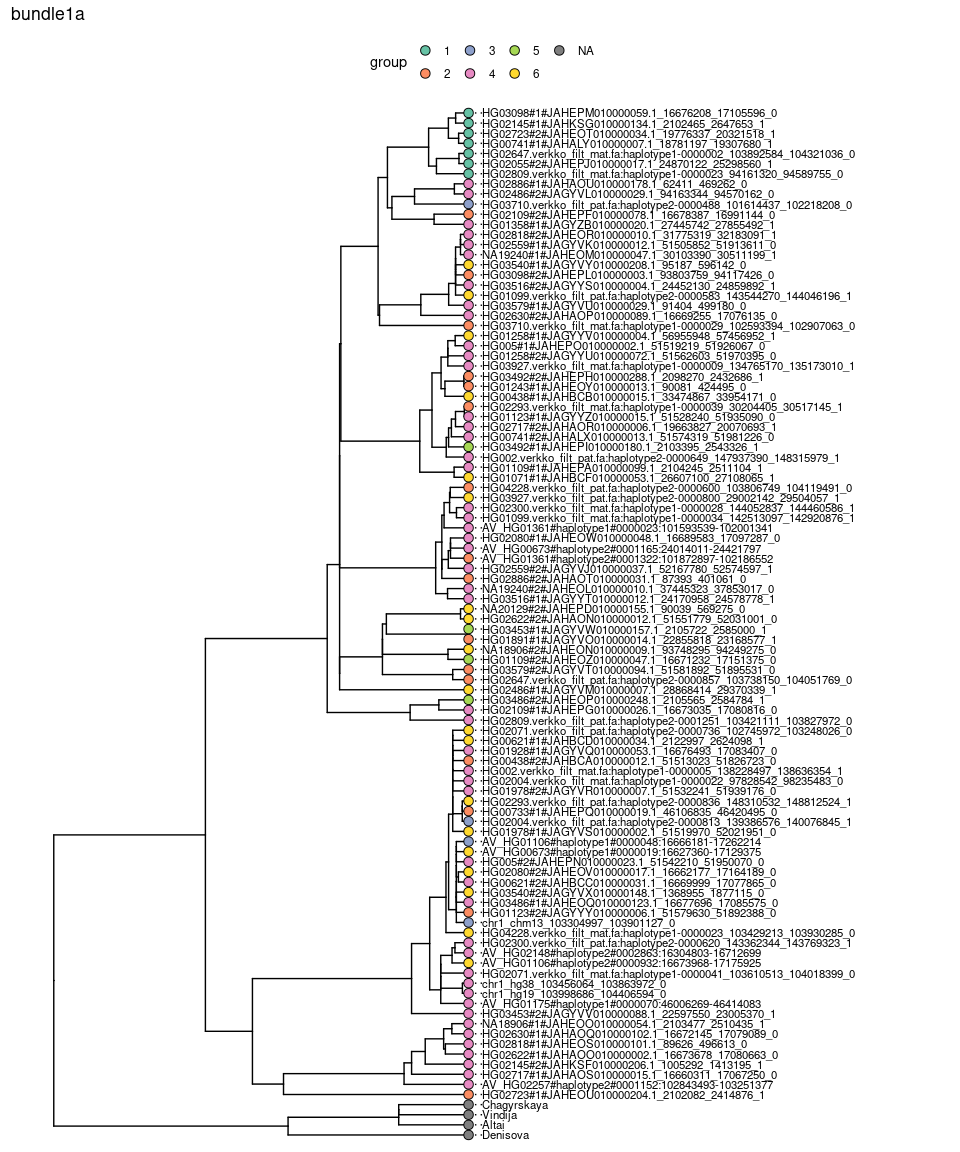 bundle1a
group 1 3 5 NA
2 4 6
HG03098#1#JAHEPM010000059.1_16676208_17105596_0
HG02145#1#JAHKSG010000134.1_2102465_2647653_1
HG02723#2#JAHEOT010000034.1_19776337_20321518_1
HG00741#1#JAHALY010000007.1_18781197_19307680_1
HG02647.verkko_filt_mat.fa:haplotype1-0000002_103892584_104321036_0
HG02055#2#JAHEPJ010000017.1_24870122_25298560_1
HG02809.verkko_filt_mat.fa:haplotype1-0000023_94161320_94589755_0
HG02886#1#JAHAOU010000178.1_62411_469262_0
HG02486#2#JAGYVL010000029.1_94163344_94570162_0
HG03710.verkko_filt_pat.fa:haplotype2-0000488_101614437_102218208_0
HG02109#2#JAHEPF010000078.1_16678387_16991144_0
HG01358#1#JAGYZB010000020.1_27445742_27855492_1
HG02818#2#JAHEOR010000010.1_31775319_32183091_1
HG02559#1#JAGYVK010000012.1_51505852_51913611_0
NA19240#1#JAHEOM010000047.1_30103390_30511199_1
HG03540#1#JAGYVY010000208.1_95187_596142_0
HG03098#2#JAHEPL010000003.1_93803759_94117426_0
HG03516#2#JAGYYS010000004.1_24452130_24859892_1
HG01099.verkko_filt_pat.fa:haplotype2-0000583_143544270_144046196_1
HG03579#1#JAGYVU010000029.1_91404_499180_0
HG02630#2#JAHAOP010000089.1_16669255_17076135_0
HG03710.verkko_filt_mat.fa:haplotype1-0000029_102593394_102907063_0
HG01258#1#JAGYYV010000004.1_56955948_57456952_1
HG005#1#JAHEPO010000002.1_51519219_51926067_0
HG01258#2#JAGYYU010000072.1_51562603_51970395_0
HG03927.verkko_filt_mat.fa:haplotype1-0000009_134765170_135173010_1
HG03492#2#JAHEPH010000288.1_2098270_2432686_1
HG01243#1#JAHEOY010000013.1_90081_424495_0
HG00438#1#JAHBCB010000015.1_33474867_33954171_0
HG02293.verkko_filt_mat.fa:haplotype1-0000039_30204405_30517145_1
HG01123#1#JAGYYZ010000015.1_51528240_51935090_0
HG02717#2#JAHAOR010000006.1_19663827_20070693_1
HG00741#2#JAHALX010000013.1_51574319_51981226_0
HG03492#1#JAHEPI010000180.1_2103395_2543326_1
HG002.verkko_filt_pat.fa:haplotype2-0000649_147937390_148315979_1
HG01109#1#JAHEPA010000099.1_2104245_2511104_1
HG01071#1#JAHBCF010000053.1_26607100_27108065_1
HG04228.verkko_filt_pat.fa:haplotype2-0000600_103806749_104119491_0
HG03927.verkko_filt_pat.fa:haplotype2-0000800_29002142_29504057_1
HG02300.verkko_filt_mat.fa:haplotype1-0000028_144052837_144460586_1
HG01099.verkko_filt_mat.fa:haplotype1-0000034_142513097_142920876_1
AV_HG01361#haplotype1#0000023:101593539-102001341
HG02080#1#JAHEOW010000048.1_16689583_17097287_0
AV_HG00673#haplotype2#0001165:24014011-24421797
AV_HG01361#haplotype2#0001322:101872897-102186552
HG02559#2#JAGYVJ010000037.1_52167780_52574597_1
HG02886#2#JAHAOT010000031.1_87393_401061_0
NA19240#2#JAHEOL010000010.1_37445323_37853017_0
HG03516#1#JAGYYT010000012.1_24170958_24578778_1
NA20129#2#JAHEPD010000155.1_90039_569275_0
HG02622#2#JAHAON010000012.1_51551779_52031001_0
HG03453#1#JAGYVW010000157.1_2105722_2585000_1
HG01891#1#JAGYVO010000014.1_22855818_23168577_1
NA18906#2#JAHEON010000009.1_93748295_94249275_0
HG01109#2#JAHEOZ010000047.1_16671232_17151375_0
HG03579#2#JAGYVT010000094.1_51581892_51895531_0
HG02647.verkko_filt_pat.fa:haplotype2-0000857_103738150_104051769_0
HG02486#1#JAGYVM010000007.1_28868414_29370339_1
HG03486#2#JAHEOP010000248.1_2105565_2584784_1
HG02109#1#JAHEPG010000026.1_16673035_17080816_0
HG02809.verkko_filt_pat.fa:haplotype2-0001251_103421111_103827972_0
HG02071.verkko_filt_pat.fa:haplotype2-0000736_102745972_103248026_0
HG00621#1#JAHBCD010000034.1_2122997_2624098_1
HG01928#1#JAGYVQ010000053.1_16676493_17083407_0
HG00438#2#JAHBCA010000012.1_51513023_51826723_0
HG002.verkko_filt_mat.fa:haplotype1-0000005_138228497_138636354_1
HG02004.verkko_filt_mat.fa:haplotype1-0000022_97828542_98235483_0
HG01978#1#JAGYVR010000007.1_51532241_51939176_0
HG02293.verkko_filt_pat.fa:haplotype2-0000836_148310532_148812524_1
HG00733#1#JAHEPQ010000019.1_46106835_46420495_0
HG02004.verkko_filt_pat.fa:haplotype2-0000813_139386576_140076845_1
HG01978#1#JAGYVS010000002.1_51519970_52021951_0
AV_HG01106#haplotype1#0000048:16666181-17262214
AV_HG00673#haplotype1#0000019:16627360-17129375
HG005#2#JAHEPN010000023.1_51542210_51950070_0
HG02080#2#JAHEOV010000017.1_16662177_17164189_0
HG00621#2#JAHBCC010000031.1_16669999_17077865_0
HG03540#2#JAGYVX010000148.1_1368955_1877115_0
HG03486#1#JAHEOQ010000123.1_16677696_17085575_0
HG01123#2#JAGYYY010000006.1_51579630_51892388_0
chr1_chm13_103304997_103901127_0
HG04228.verkko_filt_mat.fa:haplotype1-0000023_103429213_103930285_0
HG02300.verkko_filt_pat.fa:haplotype2-0000620_143362344_143769323_1
AV_HG02148#haplotype2#0002863:16304803-16712699
AV_HG01106#haplotype2#0000932:16673968-17175925
HG02071.verkko_filt_mat.fa:haplotype1-0000041_103610513_104018399_0
chr1_hg38_103456064_103863972_0
chr1_hg19_103998686_104406594_0
AV_HG01175#haplotype1#0000070:46006269-46414083
HG03453#2#JAGYVV010000088.1_22597550_23005370_1
NA18906#1#JAHEOO010000054.1_2103477_2510435_1
HG02630#1#JAHAOQ010000102.1_16672145_17079089_0
HG02818#1#JAHEOS010000101.1_89626_496613_0
HG02622#1#JAHAOO010000002.1_16673678_17080663_0
HG02145#2#JAHKSF010000206.1_1005292_1413195_1
HG02717#1#JAHAOS010000015.1_16660311_17067250_0
AV_HG02257#haplotype2#0001152:102843493-103251377
HG02723#1#JAHEOU010000204.1_2102082_2414876_1
Chagyrskaya
Vindija
Altai
Denisova